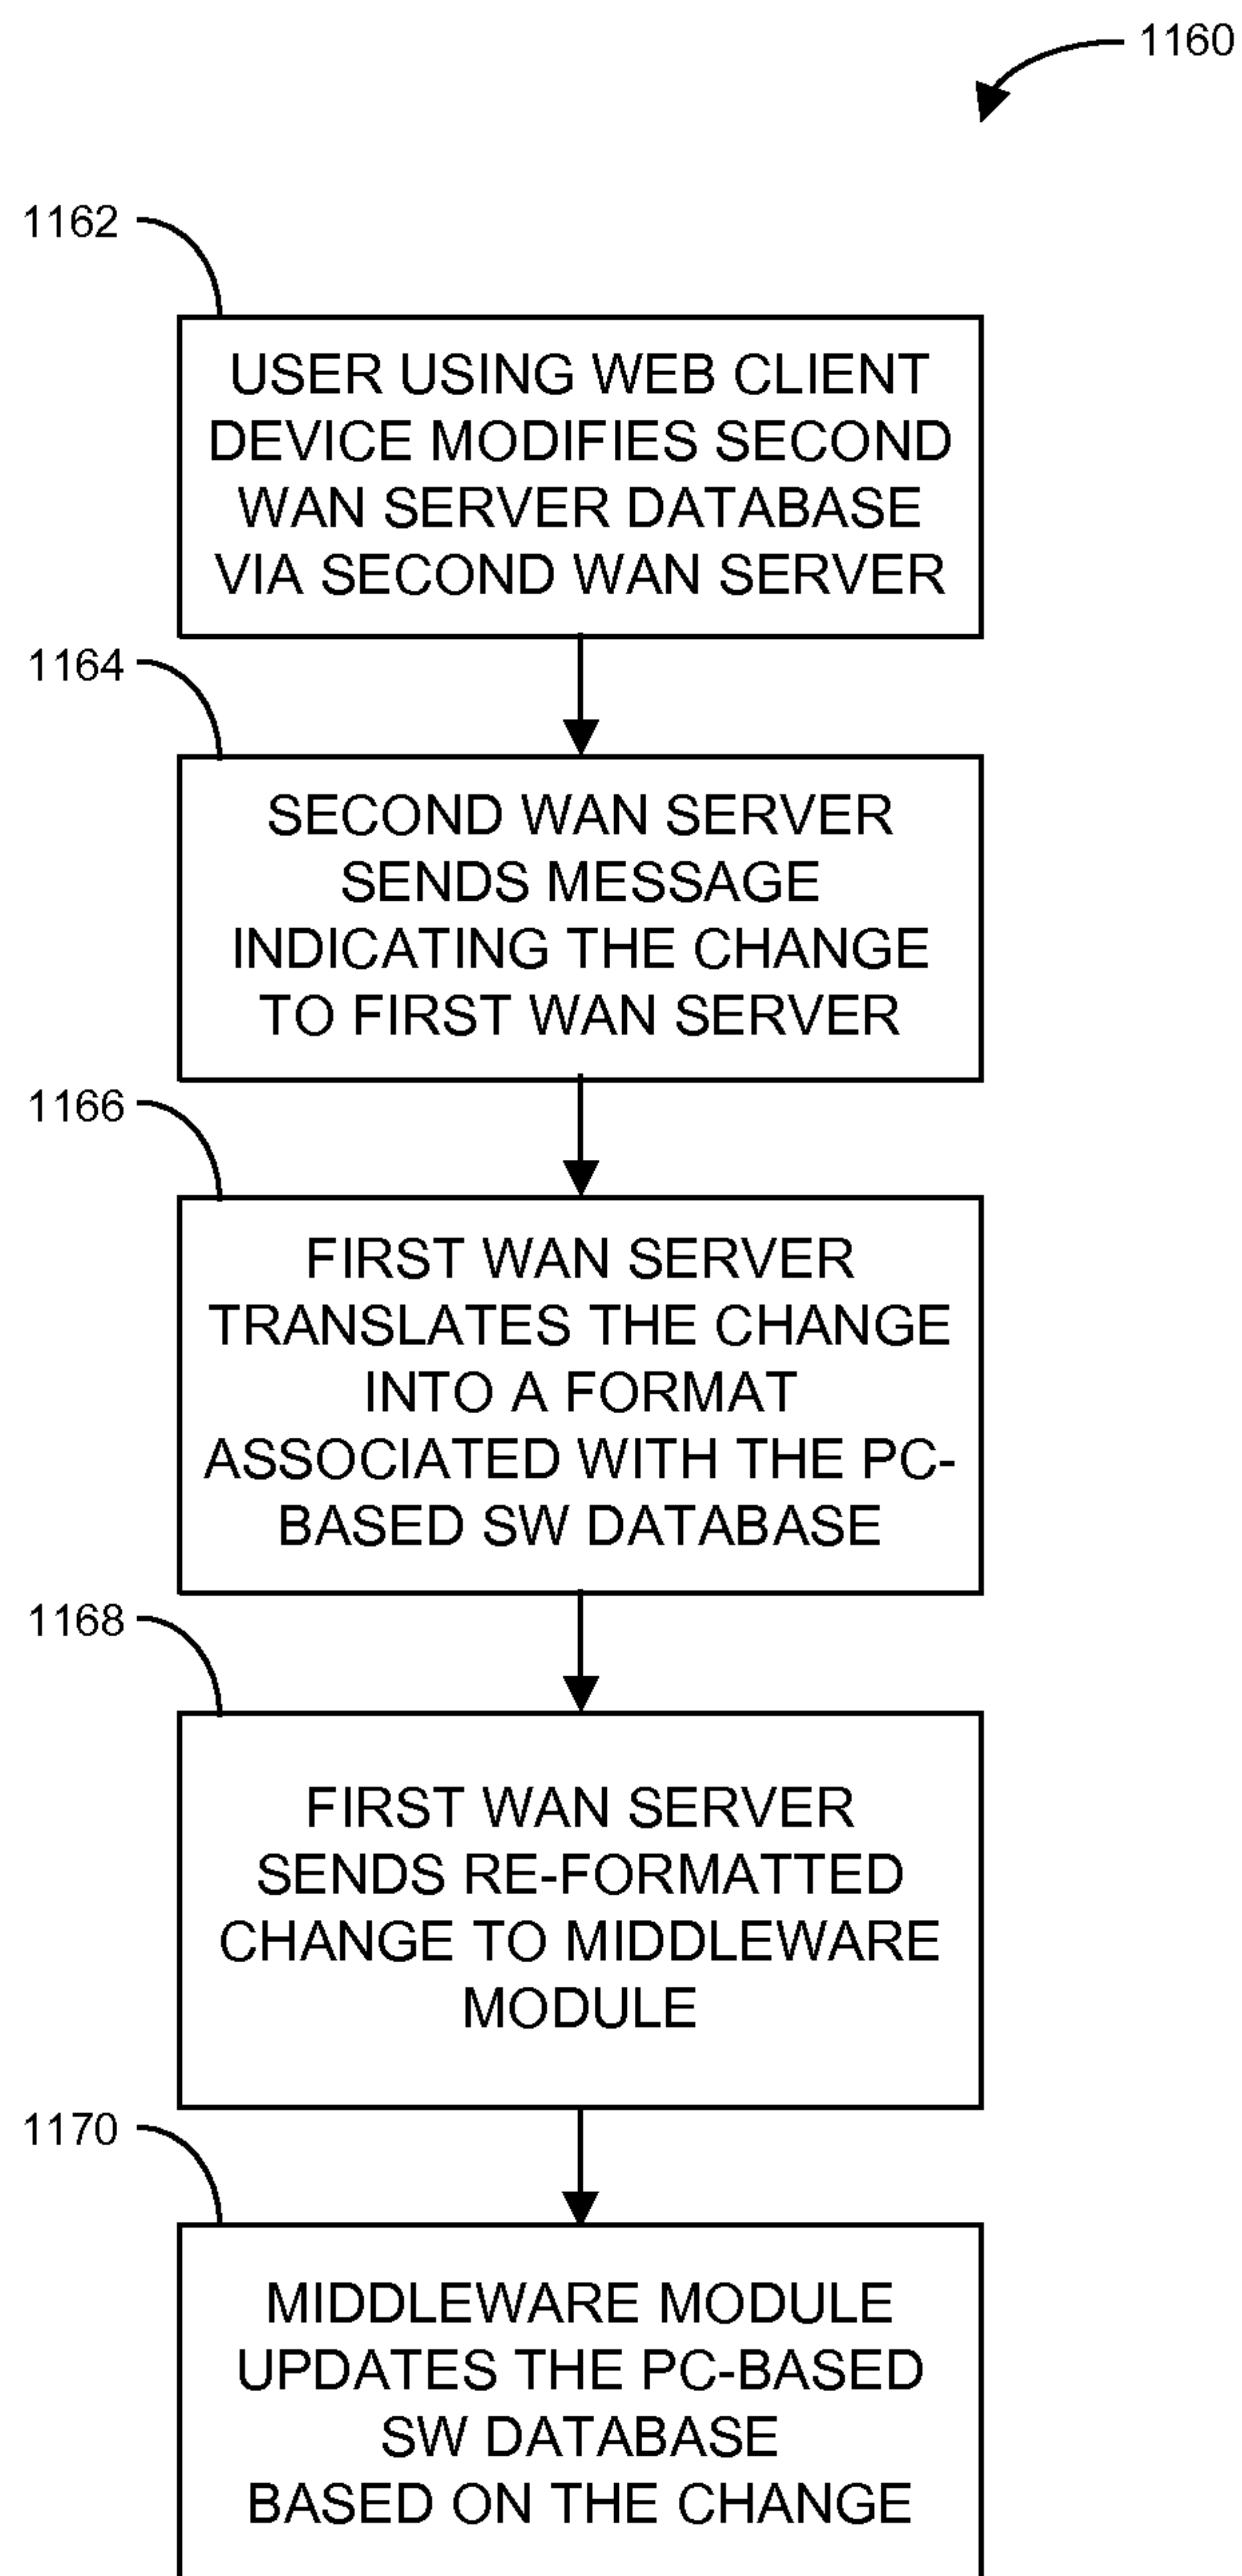 1160
1162
USER USING WEB CLIENT
DEVICE MODIFIES SECOND
WAN SERVER DATABASE
VIA SECOND WAN SERVER
1164
SECOND WAN SERVER
SENDS MESSAGE
INDICATING THE CHANGE
TO FIRST WAN SERVER
1166
FIRST WAN SERVER
TRANSLATES THE CHANGE
INTO A FORMAT
ASSOCIATED WITH THE PC-
BASED SW DATABASE
1168
FIRST WAN SERVER
SENDS RE-FORMATTED
CHANGE TO MIDDLEWARE
MODULE
1170
MIDDLEWARE MODULE
UPDATES THE PC-BASED
SW DATABASE
BASED ON THE CHANGE